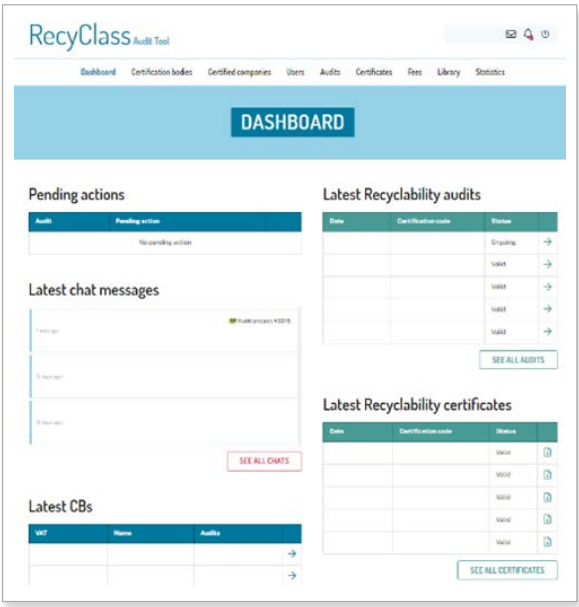 RecyClass Audit Tool
Dashboard Certification bodies Certified companies Users Audits Certificates Fees Library Statistics
DASHBOARD
Pending actions
Audit Pending action
No pending action
Latest chat messages
SEE ALL CHATS
Latest CBs
VAT Name Audits
Latest Recyclability audits
Date Certification code Status
Ongoing
Valid
Valid
Valid
Valid
SEE ALL AUDITS
Latest Recyclability certificates
Date Certification code Status
Valid
Valid
Valid
Valid
Valid
SEE ALL CERTIFICATES